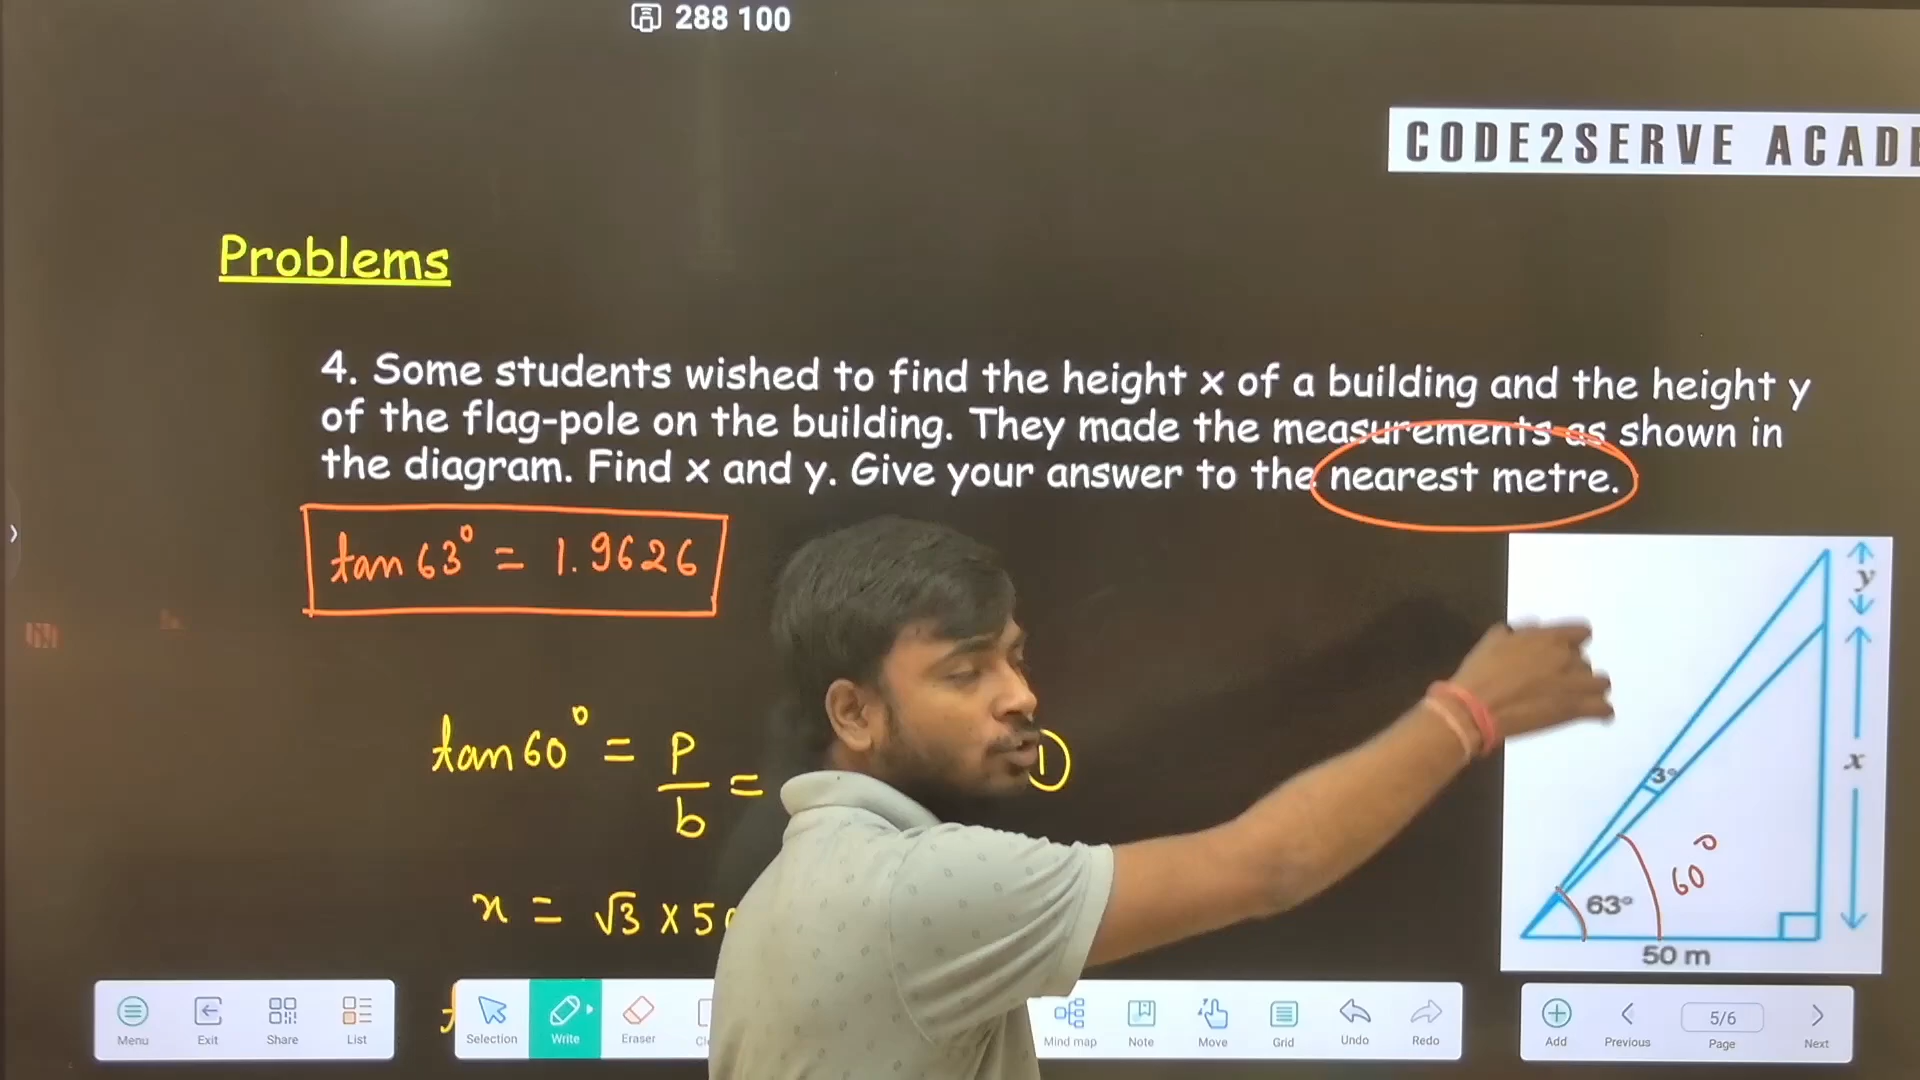 288 100
CODE2SERVE
Problems
4. Some students wished to find the height x of a building and the height y
of the flag-pole on the building. They made the measurements as shown in
the diagram. Find x and y. Give your answer to the nearest metre.
tan 63° = 1.9626
y
x
3°
60°
63°
50 m
tan 60° = p/b = 1
x = √3 × 5
Menu Exit Share List
Selection Write Eraser Mind map Note Move Grid Undo Redo
Add Previous 5/6 Page Next